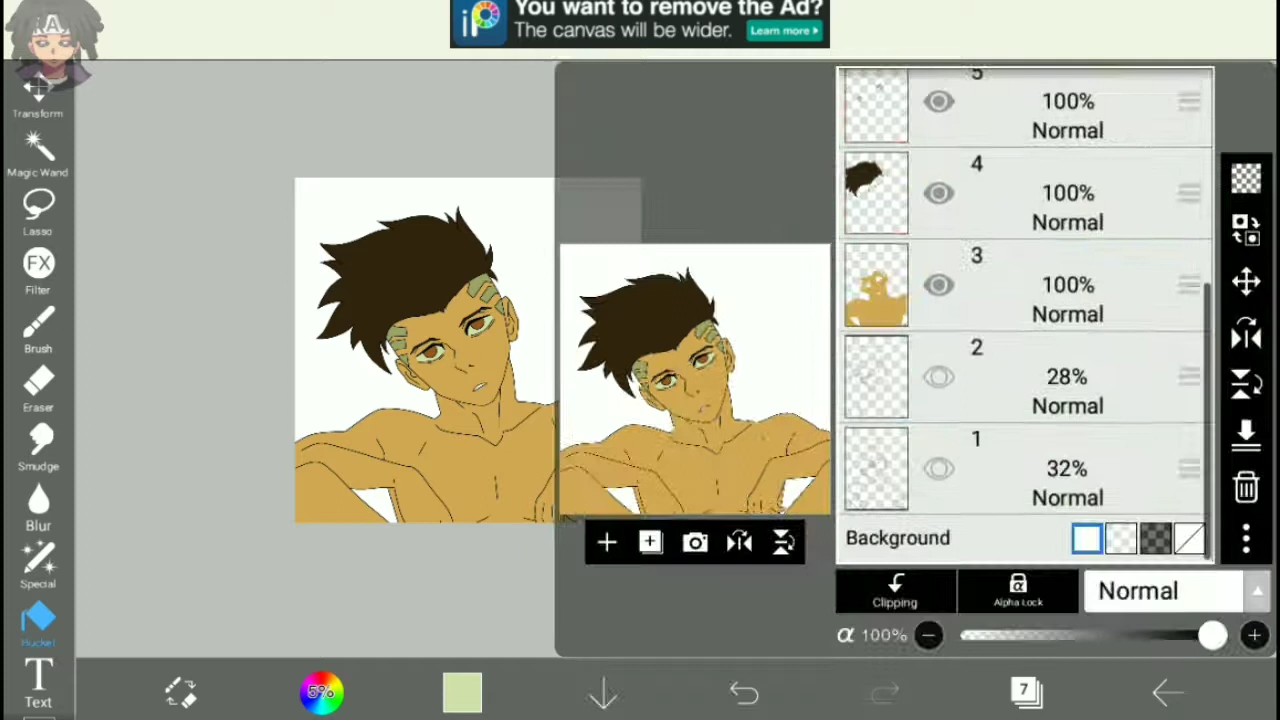 You want to remove the Ad?
The canvas will be wider.
Learn more
Transform
Magic Wand
Lasso
FX
Filter
Brush
Eraser
Smudge
Blur
Special
Bucket
T
Text
5
100%
Normal
4
100%
Normal
3
100%
Normal
2
28%
Normal
1
32%
Normal
Background
Clipping
α
Alpha Lock
Normal
α 100%
5%
7